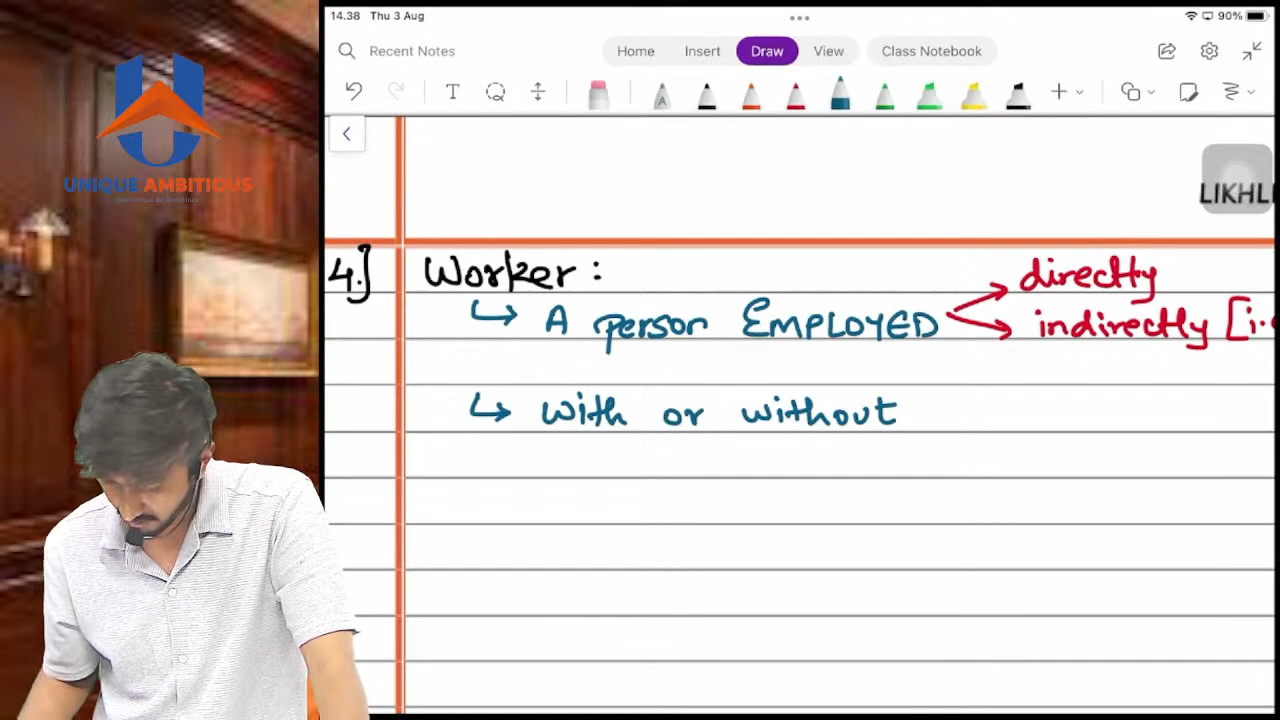 14.38 Thu 3 Aug
90%
Recent Notes
Home Insert Draw View Class Notebook
T
A
UNIQUE AMBITIOUS
LIKHL
4.] Worker :
directly
↳ A person EMPLOYED
indirectly [i.
↳ with or without